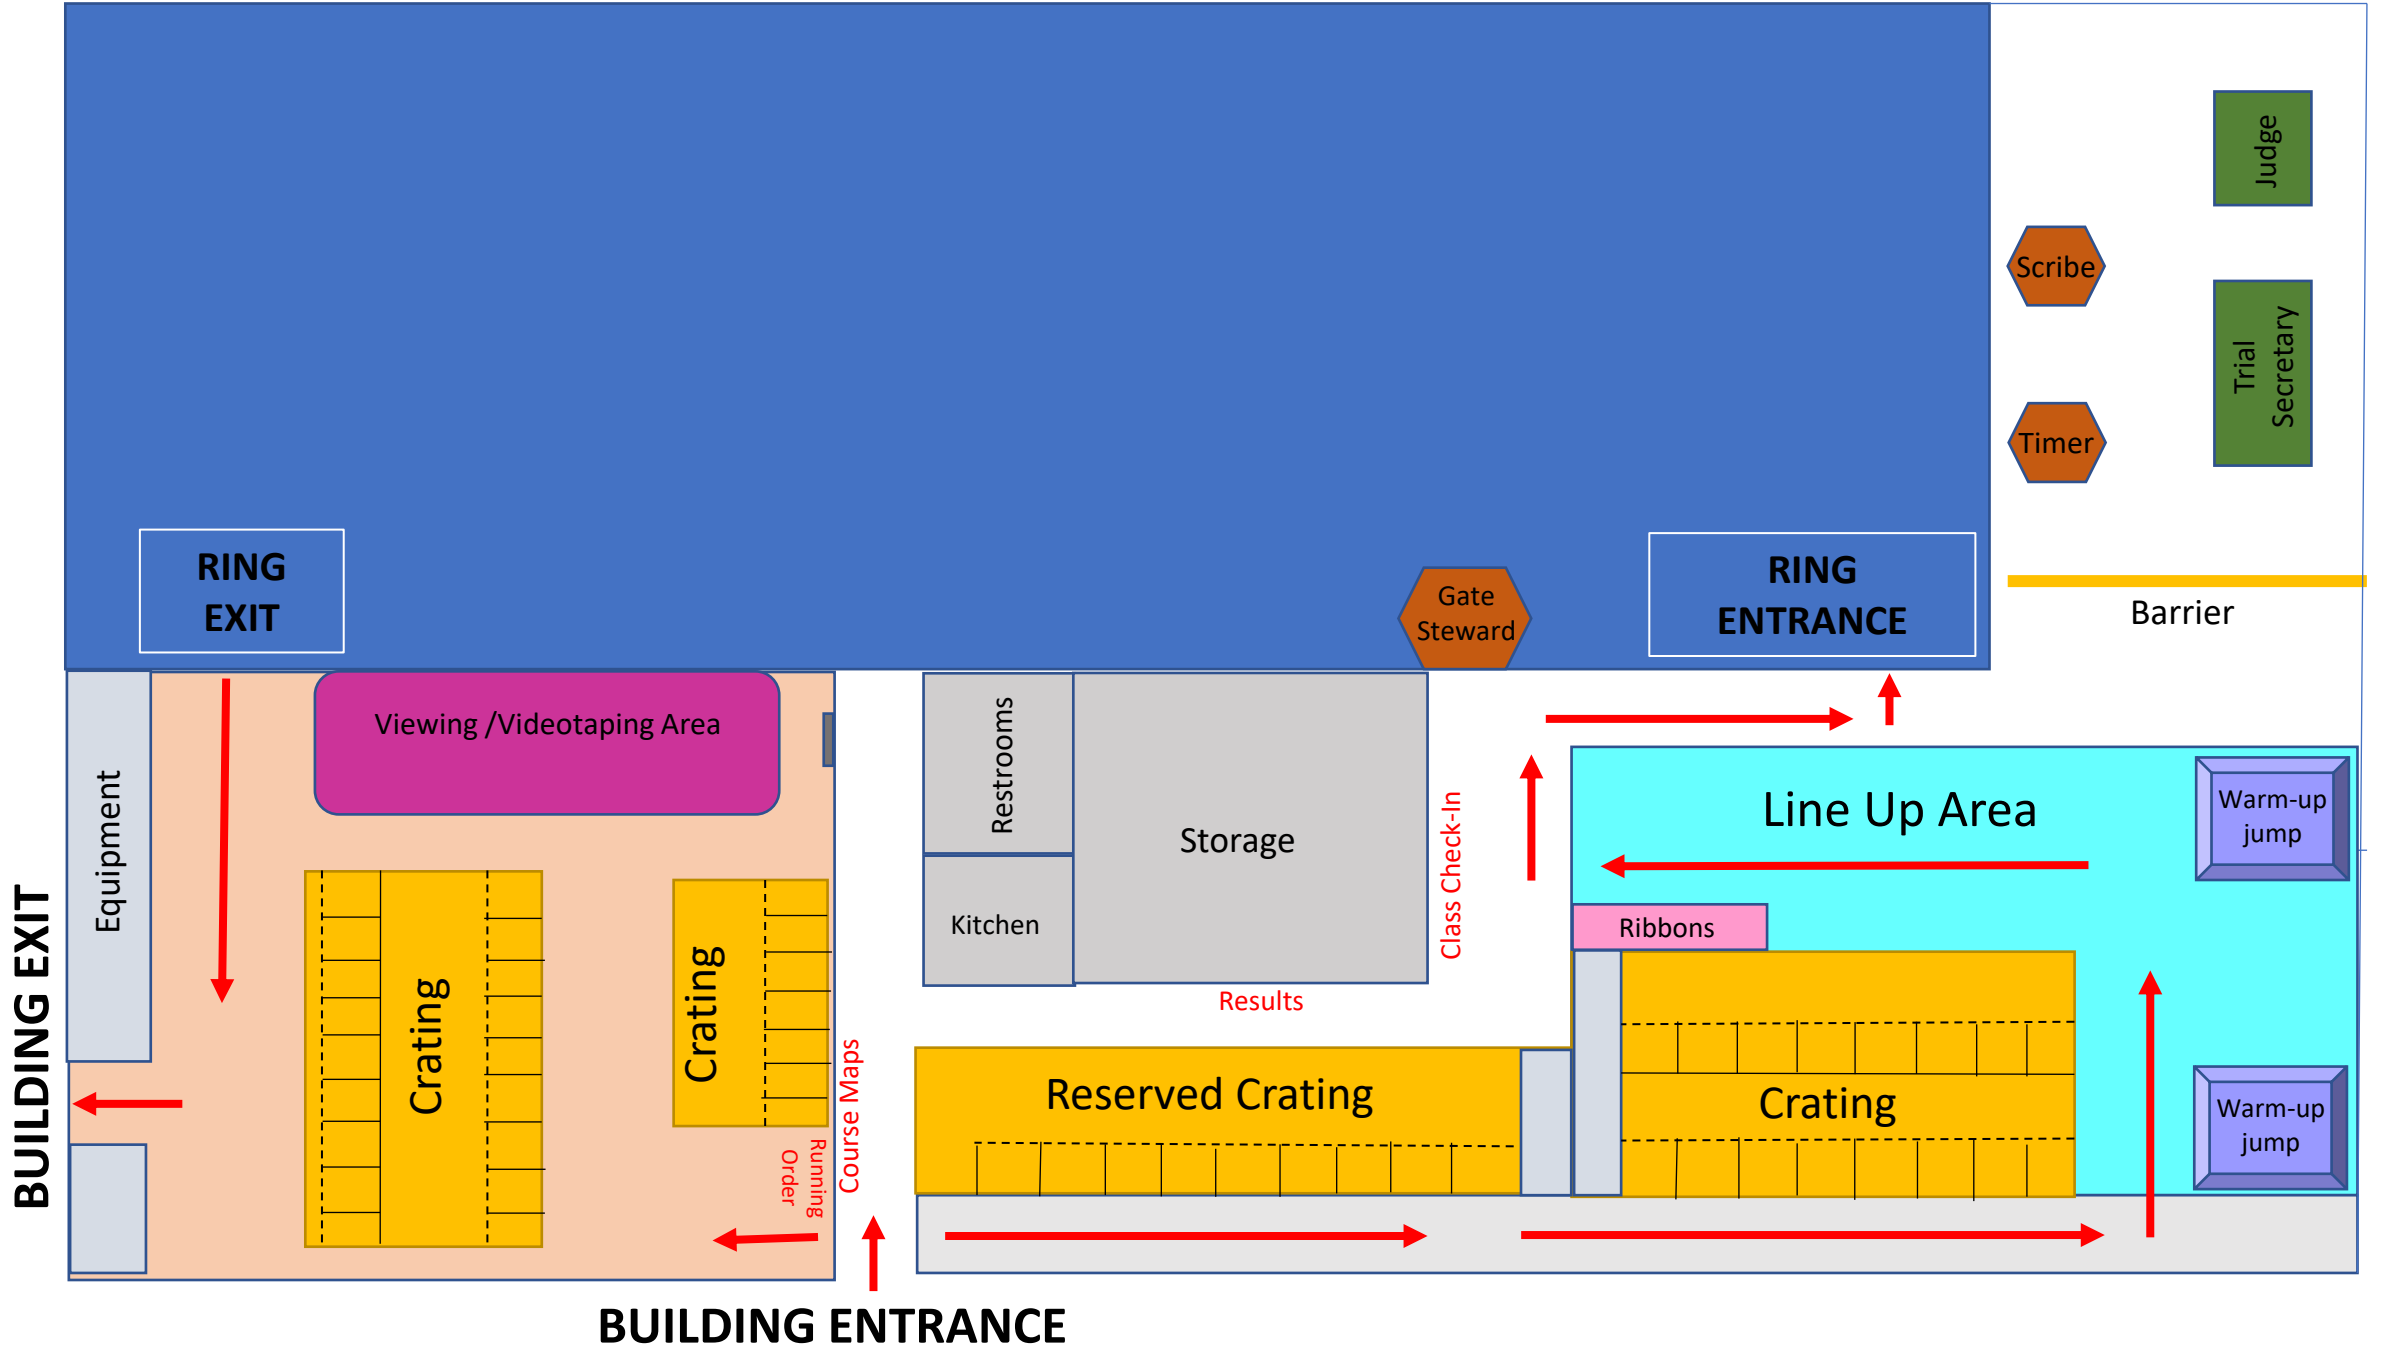 Judge
Scribe
Trial
Secretary
Timer
RING
EXIT
Gate
Steward
RING
ENTRANCE
Barrier
Equipment
Viewing /Videotaping Area
Restrooms
Kitchen
Storage
Class Check-In
Line Up Area
Warm-up
jump
Ribbons
Results
BUILDING EXIT
Crating
Crating
Course Maps
Running
Order
Reserved Crating
Crating
Warm-up
jump
BUILDING ENTRANCE